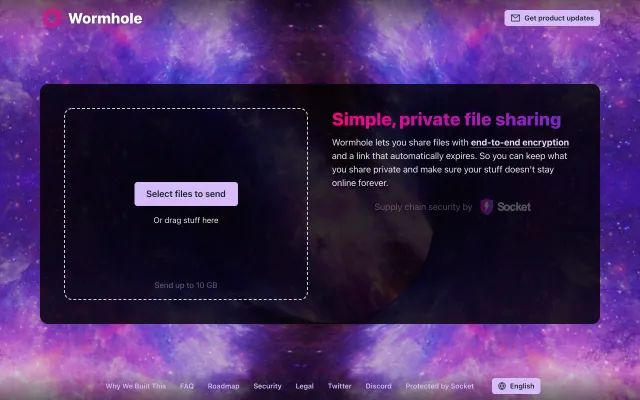 Wormhole
Get product updates
Select files to send
Or drag stuff here
Send up to 10 GB
Simple, private file sharing
Wormhole lets you share files with end-to-end encryption
and a link that automatically expires. So you can keep what
you share private and make sure your stuff doesn't stay
online forever.
Supply chain security by Socket
Why We Built This FAQ Roadmap Security Legal Twitter Discord Protected by Socket English